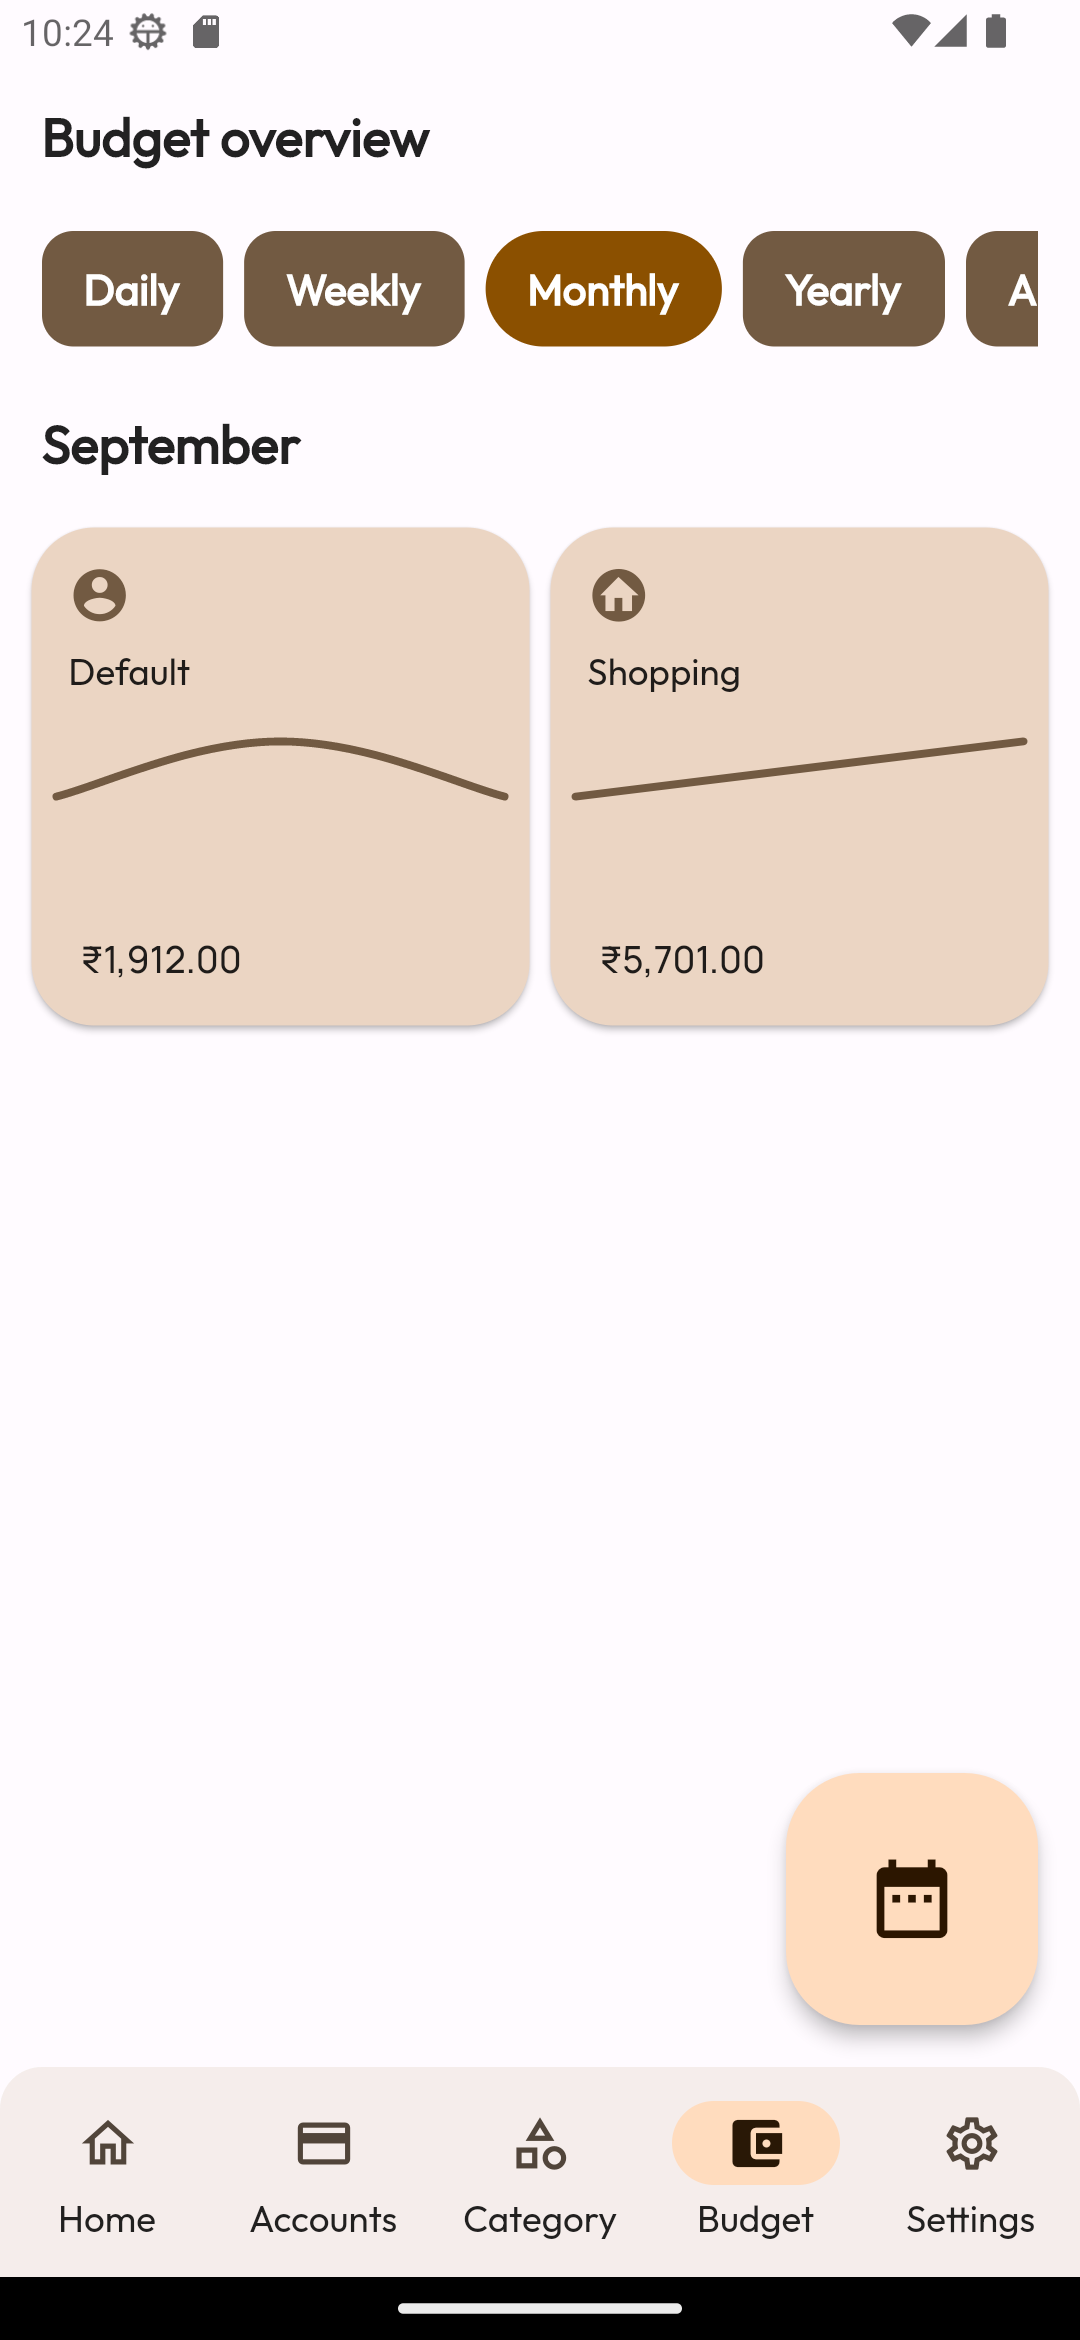 10:24
Budget overview
Daily Weekly Monthly Yearly A
September
Default Shopping
₹1,912.00 ₹5,701.00
Home Accounts Category Budget Settings